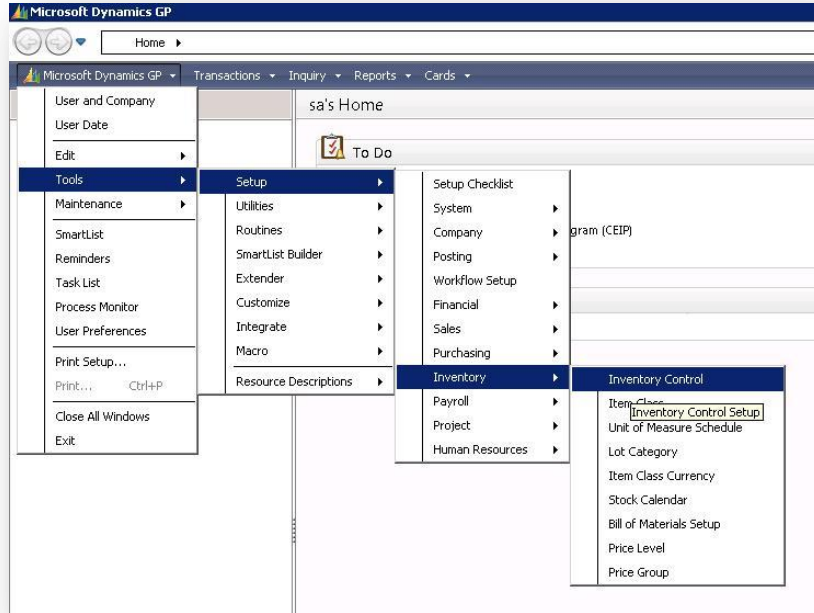 Microsoft Dynamics GP
Home
Microsoft Dynamics GP Transactions Inquiry Reports Cards
sa's Home
To Do
gram (CEIP)
User and Company
User Date
Edit
Tools
Maintenance
SmartList
Reminders
Task List
Process Monitor
User Preferences
Print Setup...
Print... Ctrl+P
Close All Windows
Exit
Setup
Utilities
Routines
SmartList Builder
Extender
Customize
Integrate
Macro
Resource Descriptions
Setup Checklist
System
Company
Posting
Workflow Setup
Financial
Sales
Purchasing
Inventory
Payroll
Project
Human Resources
Inventory Control
Item Class
Inventory Control Setup
Unit of Measure Schedule
Lot Category
Item Class Currency
Stock Calendar
Bill of Materials Setup
Price Level
Price Group